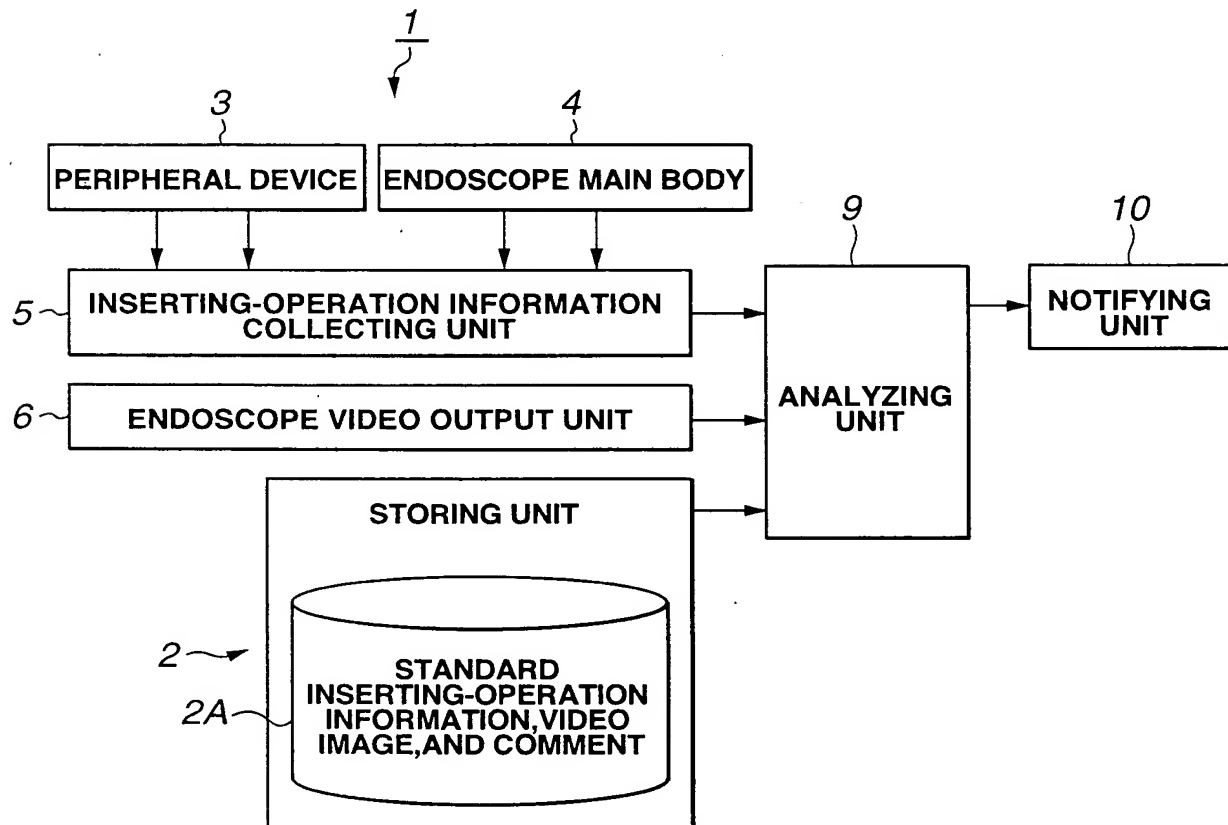 1
3
4
PERIPHERAL DEVICE
ENDOSCOPE MAIN BODY
9
10
5
INSERTING-OPERATION INFORMATION
COLLECTING UNIT
NOTIFYING
UNIT
6
ENDOSCOPE VIDEO OUTPUT UNIT
ANALYZING
UNIT
STORING UNIT
2
2A
STANDARD
INSERTING-OPERATION
INFORMATION,VIDEO
IMAGE,AND COMMENT